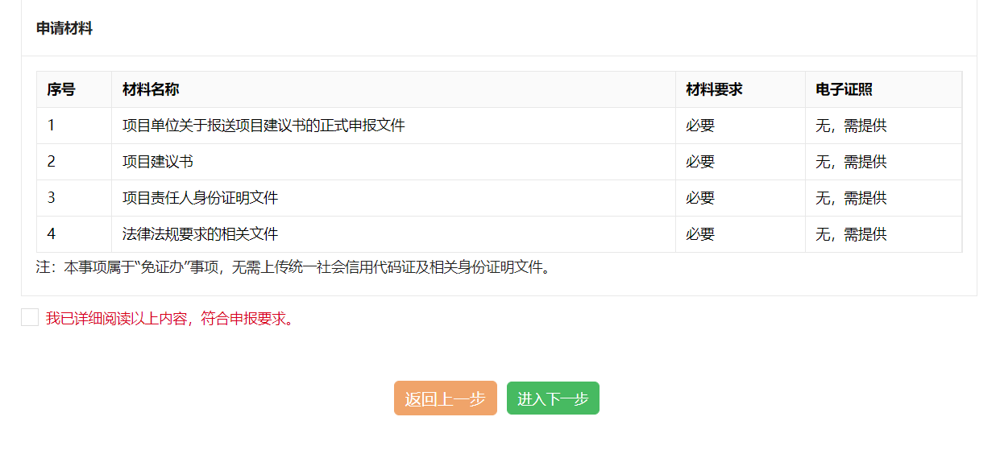 申请材料
序号 材料名称 材料要求 电子证照
1 项目单位关于报送项目建议书的正式申报文件 必要 无，需提供
2 项目建议书 必要 无，需提供
3 项目责任人身份证明文件 必要 无，需提供
4 法律法规要求的相关文件 必要 无，需提供
注：本事项属于“免证办”事项，无需上传统一社会信用代码证及相关身份证明文件。
我已详细阅读以上内容，符合申报要求。
返回上一步 进入下一步